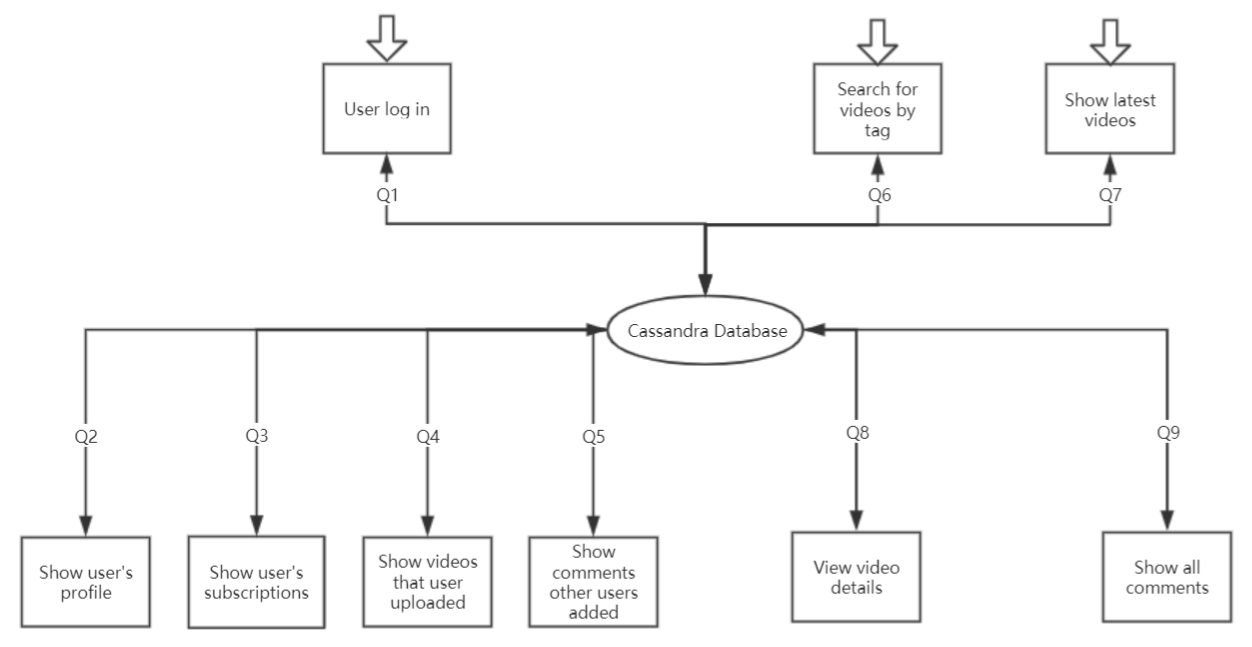 User log in
Search for
videos by
tag
Show latest
videos
Q1
Q6
Q7
Cassandra Database
Q2
Q3
Q4
Q5
Q8
Q9
Show user's
profile
Show user's
subscriptions
Show videos
that user
uploaded
Show
comments
other users
added
View video
details
Show all
comments